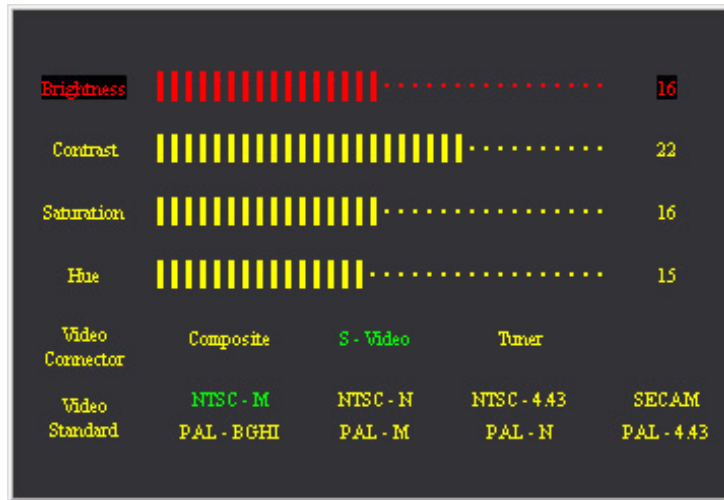 Brightness 16
Contrast 22
Saturation 16
Hue 15
Video Connector Composite S - Video Tuner
Video Standard NTSC - M NTSC - N NTSC - 4.43 SECAM
PAL - BGHI PAL - M PAL - N PAL - 4.43